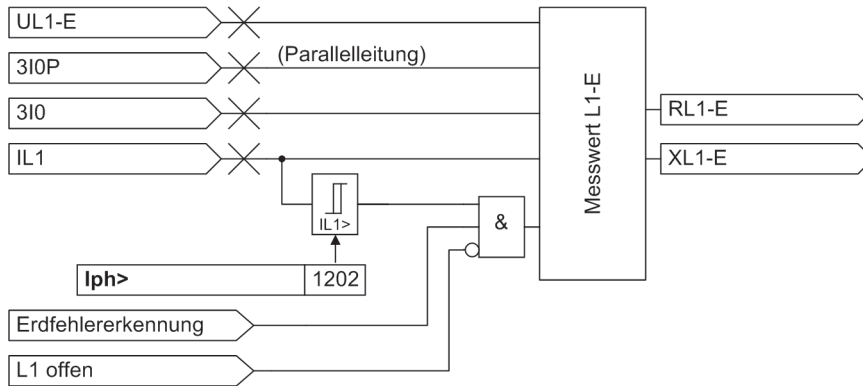 UL1-E
3I0P
(Parallelleitung)
3I0
IL1
Messwert L1-E
RL1-E
XL1-E
IL1>
&
Iph> 1202
Erdfehlererkennung
L1 offen